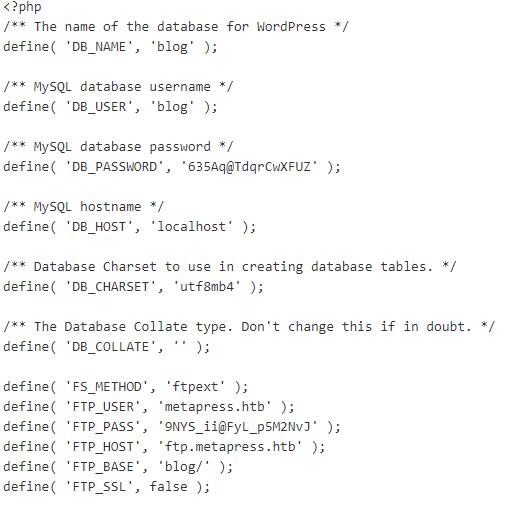 <?php
/** The name of the database for WordPress */
define( 'DB_NAME', 'blog' );
/** MySQL database username */
define( 'DB_USER', 'blog' );
/** MySQL database password */
define( 'DB_PASSWORD', '635Aq@TdqrCwXFUZ' );
/** MySQL hostname */
define( 'DB_HOST', 'localhost' );
/** Database Charset to use in creating database tables. */
define( 'DB_CHARSET', 'utf8mb4' );
/** The Database Collate type. Don't change this if in doubt. */
define( 'DB_COLLATE', '' );
define( 'FS_METHOD', 'ftpext' );
define( 'FTP_USER', 'metapress.htb' );
define( 'FTP_PASS', '9NYS_ii@FyL_p5M2NvJ' );
define( 'FTP_HOST', 'ftp.metapress.htb' );
define( 'FTP_BASE', 'blog/' );
define( 'FTP_SSL', false );